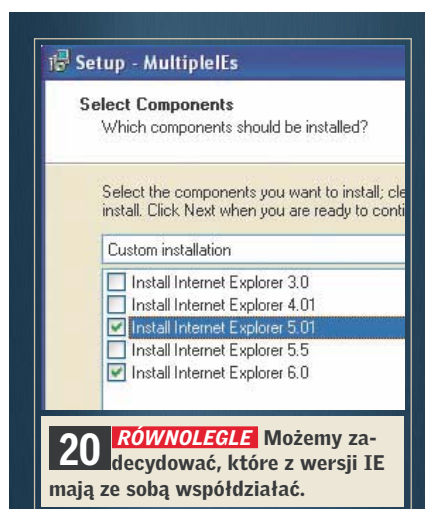 Setup - MultipleIEs
Select Components
Which components should be installed?
Select the components you want to install; cle
install. Click Next when you are ready to conti
Custom installation
Install Internet Explorer 3.0
Install Internet Explorer 4.01
Install Internet Explorer 5.01
Install Internet Explorer 5.5
Install Internet Explorer 6.0
20 RÓWNOLEGLE Możemy za-
decydować, które z wersji IE
mają ze sobą współdziałać.